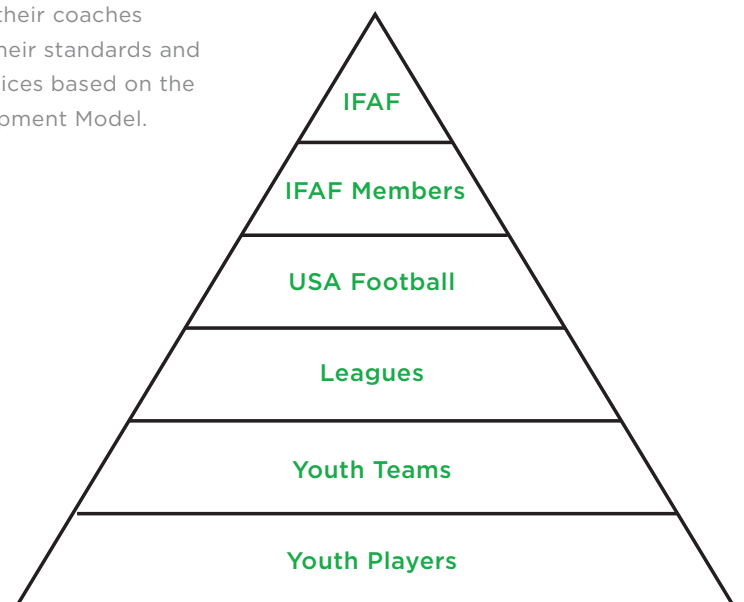 their coaches
heir standards and
ices based on the
pment Model.
IFAF
IFAF Members
USA Football
Leagues
Youth Teams
Youth Players